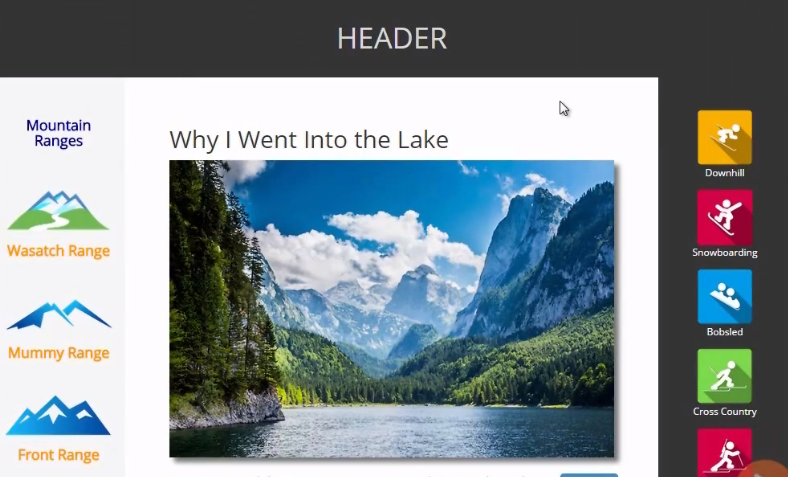 HEADER
Mountain
Ranges
Wasatch Range
Mummy Range
Front Range
Why I Went Into the Lake
Downhill
Snowboarding
Bobsled
Cross Country